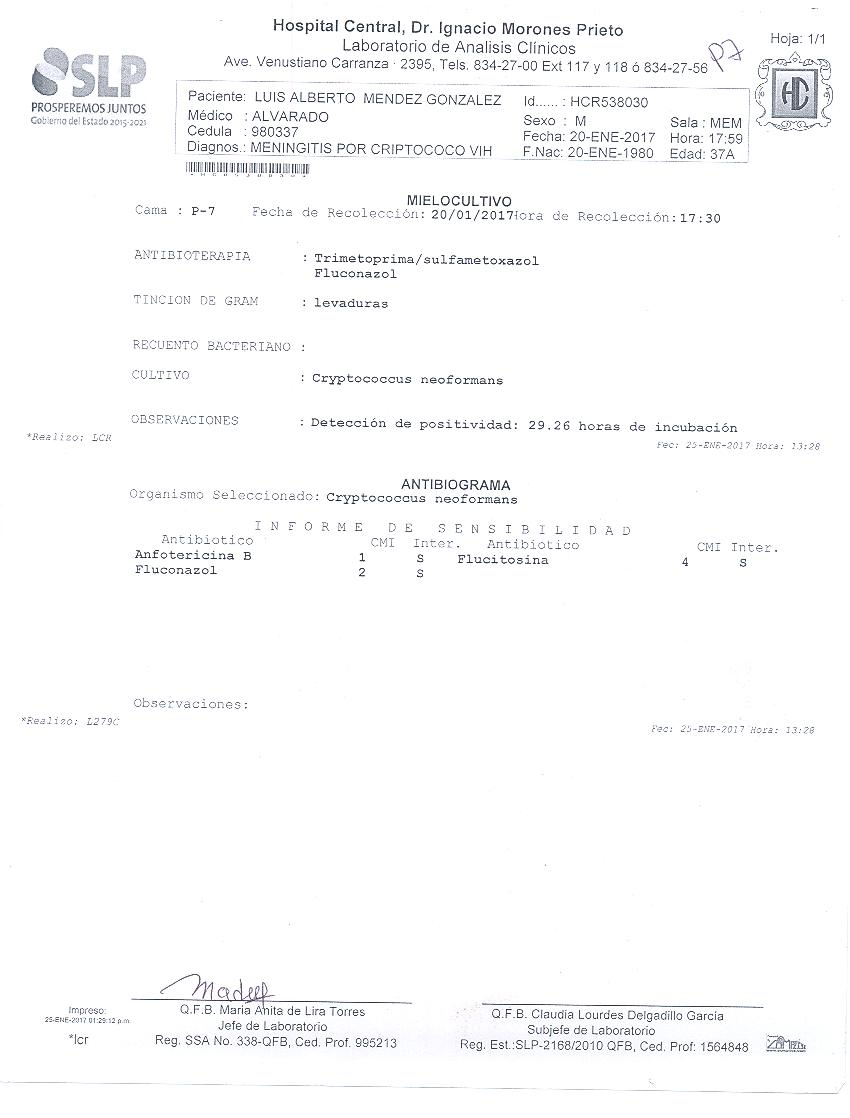 Hospital Central, Dr. Ignacio Morones Prieto
Laboratorio de Analisis Clínicos
Ave. Venustiano Carranza · 2395, Tels. 834-27-00 Ext 117 y 118 ó 834-27-56
P7
Hoja: 1/1
SLP
PROSPEREMOS JUNTOS
Gobierno del Estado 2015-2021
HC
Paciente: LUIS ALBERTO MENDEZ GONZALEZ Id...... : HCR538030
Médico : ALVARADO Sexo : M Sala : MEM
Cedula : 980337 Fecha: 20-ENE-2017 Hora: 17:59
Diagnos.: MENINGITIS POR CRIPTOCOCO VIH F.Nac: 20-ENE-1980 Edad: 37A
MIELOCULTIVO
Cama : P-7 Fecha de Recolección: 20/01/2017 Hora de Recolección: 17:30
ANTIBIOTERAPIA : Trimetoprima/sulfametoxazol
Fluconazol
TINCION DE GRAM : levaduras
RECUENTO BACTERIANO :
CULTIVO : Cryptococcus neoformans
OBSERVACIONES : Detección de positividad: 29.26 horas de incubación
*Realizo: LCR Fec: 25-ENE-2017 Hora: 13:28
ANTIBIOGRAMA
Organismo Seleccionado: Cryptococcus neoformans
INFORME DE SENSIBILIDAD
Antibiotico CMI Inter. Antibiotico CMI Inter.
Anfotericina B 1 S Flucitosina 4 S
Fluconazol 2 S
Observaciones:
*Realizo: L279C Fec: 25-ENE-2017 Hora: 13:28
Impreso:
25-ENE-2017 01:29:12 p.m.
*lcr
Q.F.B. Maria Anita de Lira Torres
Jefe de Laboratorio
Reg. SSA No. 338-QFB, Ced. Prof. 995213
Q.F.B. Claudia Lourdes Delgadillo García
Subjefe de Laboratorio
Reg. Est.:SLP-2168/2010 QFB, Ced. Prof: 1564848